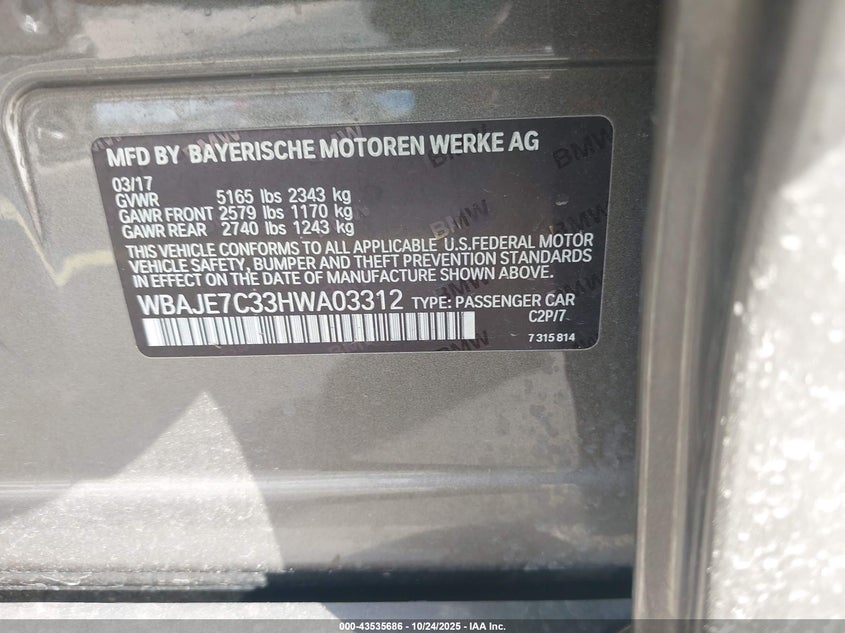 MFD BY BAYERISCHE MOTOREN WERKE AG
03/17
GVWR 5165 lbs 2343 kg
GAWR FRONT 2579 lbs 1170 kg
GAWR REAR 2740 lbs 1243 kg
THIS VEHICLE CONFORMS TO ALL APPLICABLE U.S.FEDERAL MOTOR
VEHICLE SAFETY, BUMPER AND THEFT PREVENTION STANDARDS
IN EFFECT ON THE DATE OF MANUFACTURE SHOWN ABOVE.
WBAJE7C33HWA03312 TYPE: PASSENGER CAR
C2P/7
7 315 814
BMW
BMW
BMW
000-43535686 - 10/24/2025 - IAA Inc.